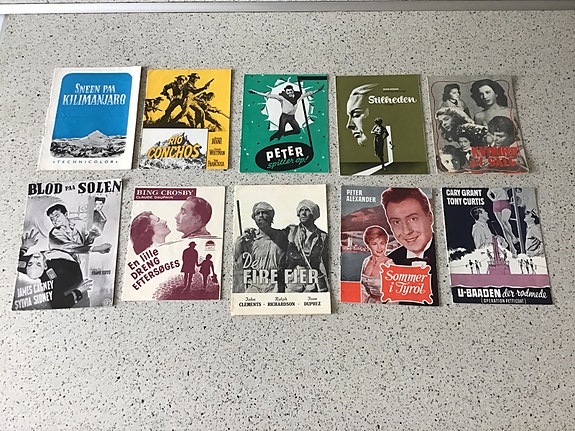 SNEEN PAA
KILIMANJARO
TECHNICOLOR
RIO
CONCHOS
PETER
spiller op!
Stilheden
KVINDER
BLOD PAA SOLEN
JAMES CAGNEY
SYLVIA SIDNEY
BING CROSBY
CLAUDE DAUPHIN
En lille
DRENG
EFTERSØGES
De
FIRE FJER
John Ralph June
CLEMENTS - RICHARDSON - DUPREZ
PETER
ALEXANDER
Sommer
i Tyrol
CARY GRANT
TONY CURTIS
U-BAADEN der rødmede
(OPERATION PETTICOAT)